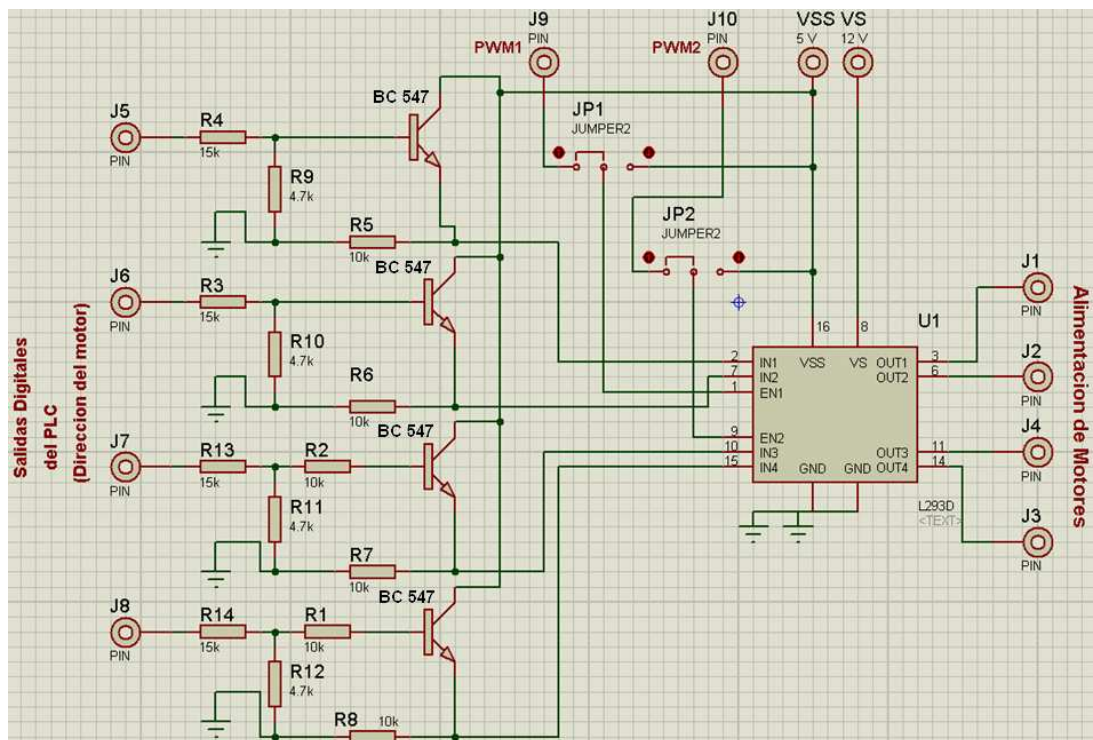 J9
PIN
PWM1
J10
PIN
PWM2
VSS VS
5 V 12 V
BC 547
J5
PIN
R4
15k
R9
4.7k
R5
10k
JP1
JUMPER2
JP2
JUMPER2
BC 547
J6
PIN
R3
15k
R10
4.7k
R6
10k
BC 547
J7
PIN
R13
15k
R2
10k
R11
4.7k
R7
10k
BC 547
J8
PIN
R14
15k
R1
10k
R12
4.7k
R8
10k
Salidas Digitales
del PLC
(Direccion del motor)
16
8
U1
2
7
1
9
10
15
IN1
IN2
EN1
EN2
IN3
IN4
VSS
VS
OUT1
OUT2
OUT3
OUT4
GND
GND
3
6
11
14
L293D
<TEXT>
J1
PIN
J2
PIN
J4
PIN
J3
PIN
Alimentacion de Motores